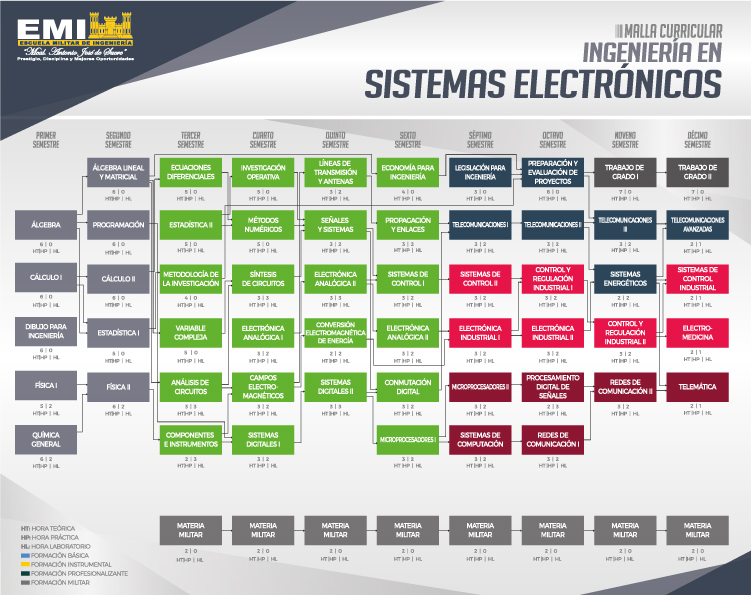 EMI
ESCUELA MILITAR DE INGENIERÍA
"Mcal. Antonio José de Sucre"
Prestigio, Disciplina y Mejores Oportunidades
MALLA CURRICULAR
INGENIERÍA EN
SISTEMAS ELECTRÓNICOS
PRIMER
SEMESTRE
SEGUNDO
SEMESTRE
TERCER
SEMESTRE
CUARTO
SEMESTRE
QUINTO
SEMESTRE
SEXTO
SEMESTRE
SÉPTIMO
SEMESTRE
OCTAVO
SEMESTRE
NOVENO
SEMESTRE
DÉCIMO
SEMESTRE
ÁLGEBRA LINEAL
Y MATRICIAL
6 | 0
HT|HP | HL
ECUACIONES
DIFERENCIALES
5 | 0
HT|HP | HL
INVESTIGACIÓN
OPERATIVA
5 | 0
HT|HP | HL
LÍNEAS DE
TRANSMISIÓN
Y ANTENAS
3 | 2
HT|HP | HL
ECONOMÍA PARA
INGENIERÍA
4 | 0
HT|HP | HL
LEGISLACIÓN PARA
INGENIERÍA
3 | 0
HT|HP | HL
PREPARACIÓN Y
EVALUACIÓN DE
PROYECTOS
6 | 0
HT|HP | HL
TRABAJO DE
GRADO I
7 | 0
HT|HP | HL
TRABAJO DE
GRADO II
7 | 0
HT|HP | HL
ÁLGEBRA
6 | 0
HT|HP | HL
PROGRAMACIÓN
6 | 0
HT|HP | HL
ESTADÍSTICA II
5 | 0
HT|HP | HL
MÉTODOS
NUMÉRICOS
5 | 0
HT|HP | HL
SEÑALES
Y SISTEMAS
3 | 2
HT|HP | HL
PROPAGACIÓN
Y ENLACES
3 | 2
HT|HP | HL
TELECOMUNICACIONES I
3 | 2
HT|HP | HL
TELECOMUNICACIONES II
3 | 2
HT|HP | HL
TELECOMUNICACIONES
III
3 | 2
HT|HP | HL
TELECOMUNICACIONES
AVANZADAS
2 | 1
HT|HP | HL
CÁLCULO I
6 | 0
HT|HP | HL
CÁLCULO II
6 | 0
HT|HP | HL
METODOLOGÍA DE
LA INVESTIGACIÓN
4 | 0
HT|HP | HL
SÍNTESIS
DE CIRCUITOS
3 | 3
HT|HP | HL
ELECTRÓNICA
ANALÓGICA II
3 | 3
HT|HP | HL
SISTEMAS DE
CONTROL I
3 | 2
HT|HP | HL
SISTEMAS DE
CONTROL II
3 | 2
HT|HP | HL
CONTROL Y
REGULACIÓN
INDUSTRIAL I
3 | 2
HT|HP | HL
SISTEMAS
ENERGÉTICOS
2 | 2
HT|HP | HL
SISTEMAS DE
CONTROL
INDUSTRIAL
2 | 1
HT|HP | HL
DIBUJO PARA
INGENIERÍA
6 | 0
HT|HP | HL
ESTADÍSTICA I
5 | 0
HT|HP | HL
VARIABLE
COMPLEJA
5 | 0
HT|HP | HL
ELECTRÓNICA
ANALÓGICA I
3 | 2
HT|HP | HL
CONVERSIÓN
ELECTROMAGNÉTICA
DE ENERGÍA
2 | 2
HT|HP | HL
ELECTRÓNICA
ANALÓGICA II
3 | 2
HT|HP | HL
ELECTRÓNICA
INDUSTRIAL I
3 | 2
HT|HP | HL
ELECTRÓNICA
INDUSTRIAL II
3 | 2
HT|HP | HL
CONTROL Y
REGULACIÓN
INDUSTRIAL II
3 | 2
HT|HP | HL
ELECTRO-
MEDICINA
2 | 1
HT|HP | HL
FÍSICA I
5 | 2
HT|HP | HL
FÍSICA II
6 | 2
HT|HP | HL
ANÁLISIS DE
CIRCUITOS
3 | 3
HT|HP | HL
CAMPOS
ELECTRO-
MAGNÉTICOS
3 | 2
HT|HP | HL
SISTEMAS
DIGITALES II
3 | 3
HT|HP | HL
CONMUTACIÓN
DIGITAL
3 | 2
HT|HP | HL
MICROPROCESADORES II
3 | 2
HT|HP | HL
PROCESAMIENTO
DIGITAL DE
SEÑALES
2 | 3
HT|HP | HL
REDES DE
COMUNICACIÓN II
3 | 2
HT|HP | HL
TELEMÁTICA
2 | 1
HT|HP | HL
QUÍMICA
GENERAL
6 | 2
HT|HP | HL
COMPONENTES
E INSTRUMENTOS
2 | 3
HT|HP | HL
SISTEMAS
DIGITALES I
3 | 2
HT|HP | HL
MICROPROCESADORES I
3 | 2
HT|HP | HL
SISTEMAS DE
COMPUTACIÓN
3 | 2
HT|HP | HL
REDES DE
COMUNICACIÓN I
3 | 2
HT|HP | HL
MATERIA
MILITAR
2 | 0
HT|HP | HL
MATERIA
MILITAR
2 | 0
HT|HP | HL
MATERIA
MILITAR
2 | 0
HT|HP | HL
MATERIA
MILITAR
2 | 0
HT|HP | HL
MATERIA
MILITAR
2 | 0
HT|HP | HL
MATERIA
MILITAR
2 | 0
HT|HP | HL
MATERIA
MILITAR
2 | 0
HT|HP | HL
MATERIA
MILITAR
2 | 0
HT|HP | HL
HT: HORA TEÓRICA
HP: HORA PRÁCTICA
HL: HORA LABORATORIO
FORMACIÓN BÁSICA
FORMACIÓN INSTRUMENTAL
FORMACIÓN PROFESIONALIZANTE
FORMACIÓN MILITAR